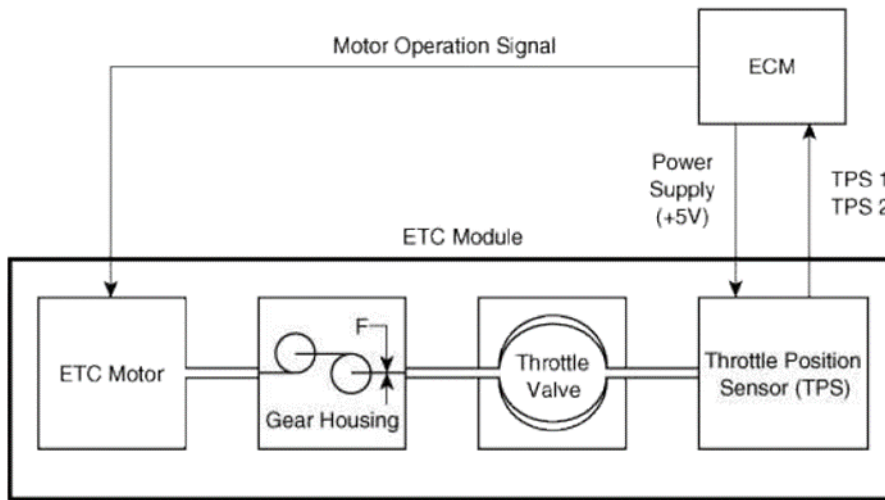 Motor Operation Signal
ECM
Power
Supply
(+5V)
TPS 1
TPS 2
ETC Module
ETC Motor
F
Gear Housing
Throttle
Valve
Throttle Position
Sensor (TPS)